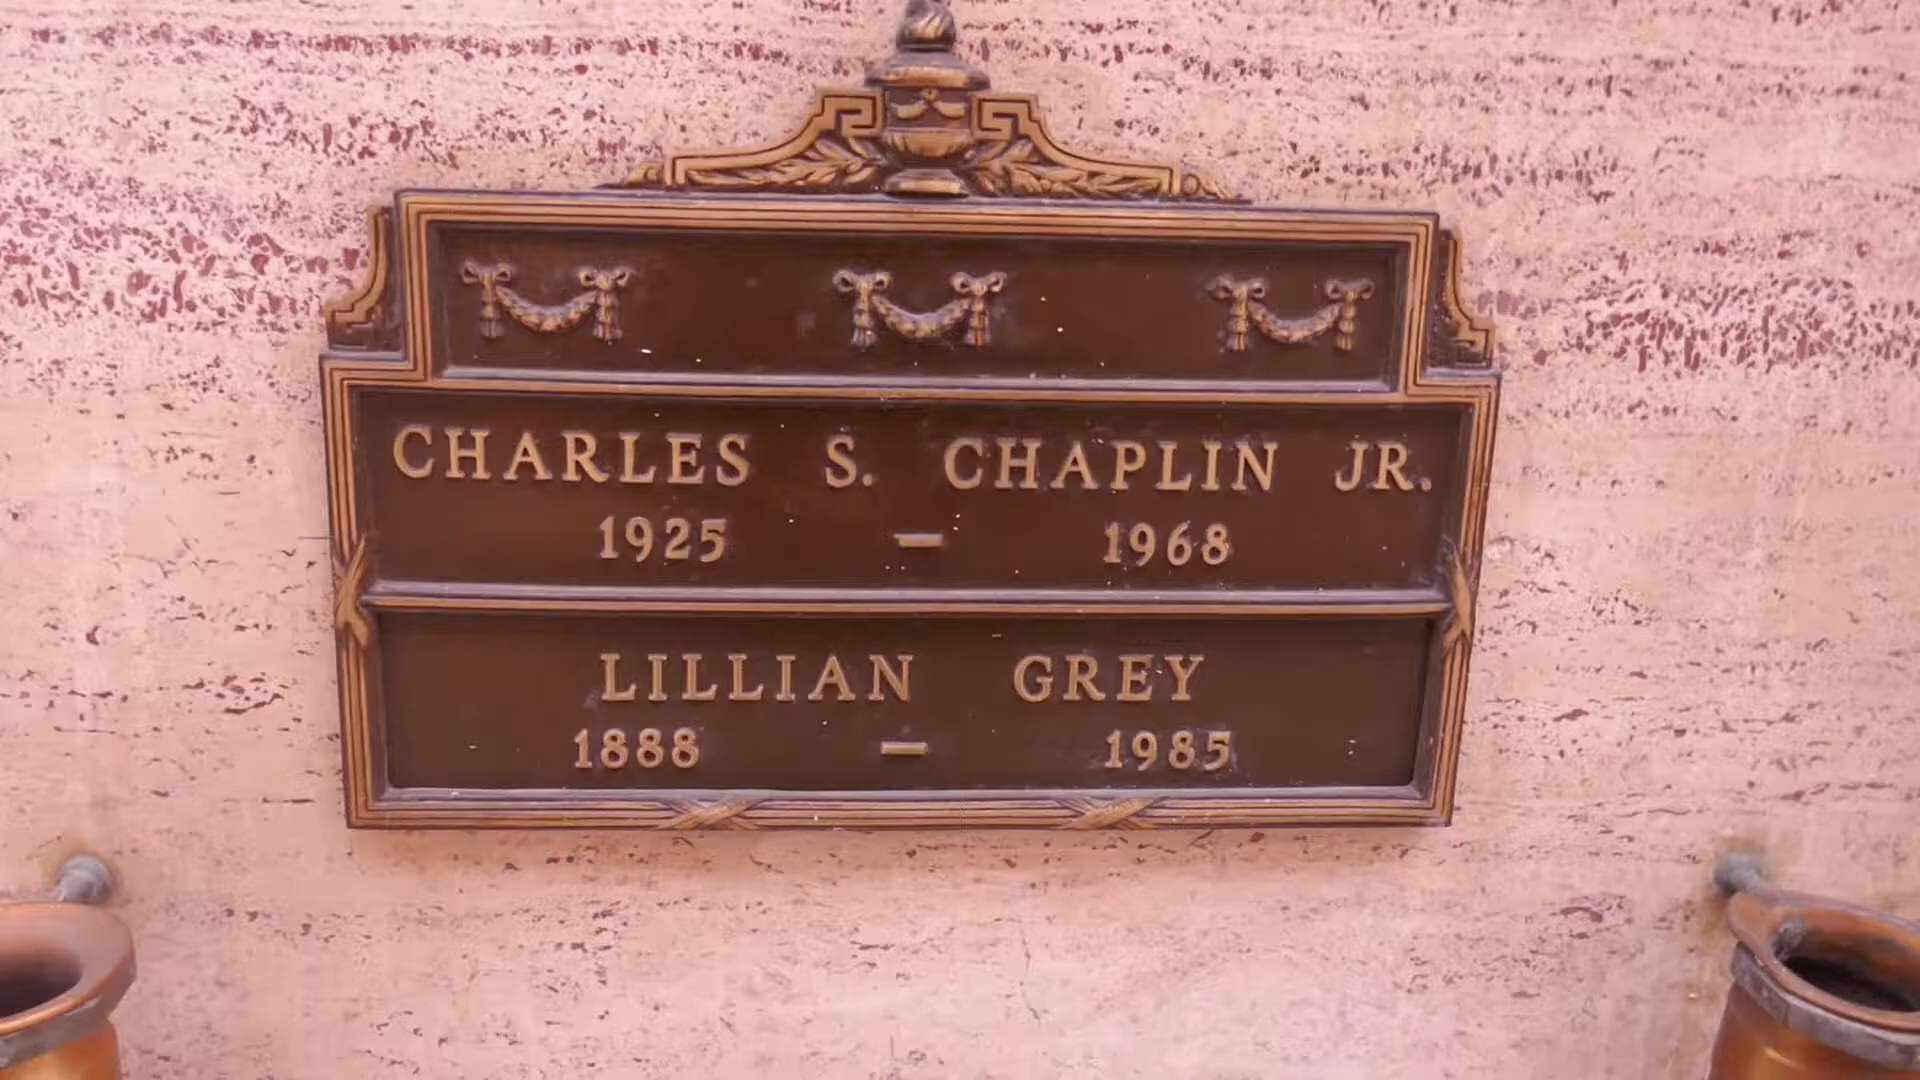 CHARLES S. CHAPLIN JR.
1925 – 1968
LILLIAN GREY
1888 – 1985